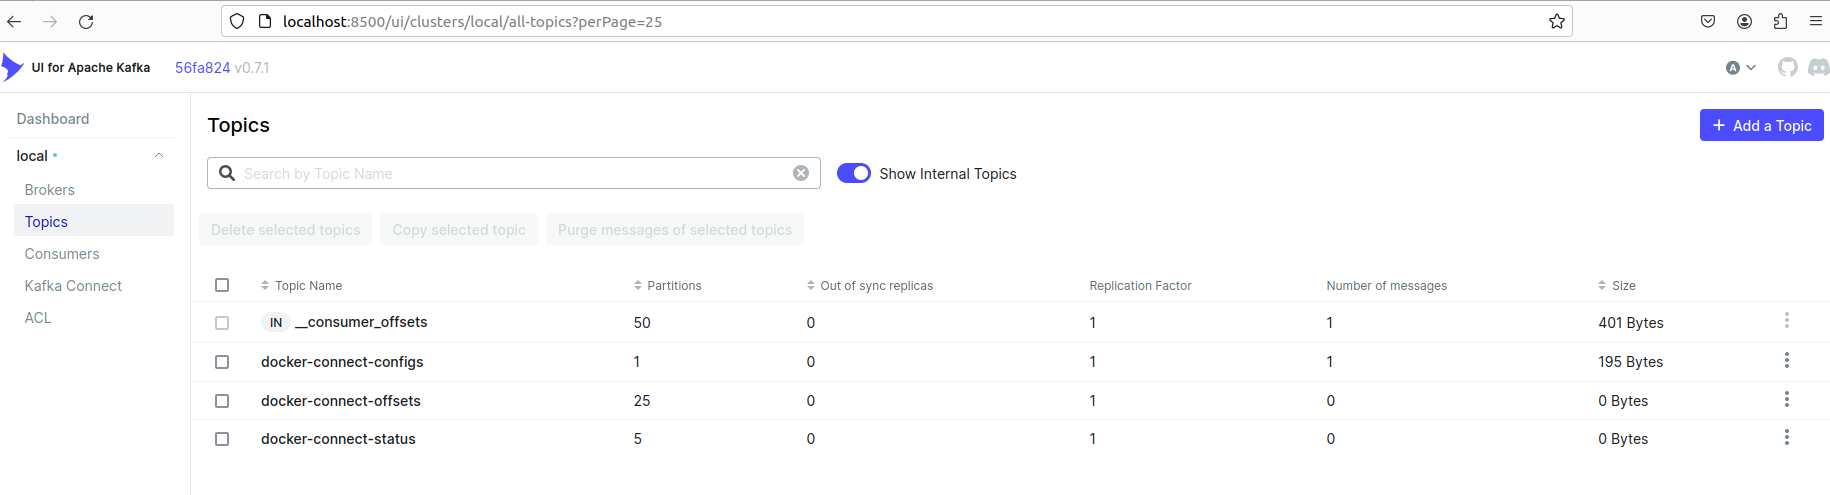 localhost:8500/ui/clusters/local/all-topics?perPage=25
UI for Apache Kafka 56fa824 v0.7.1
A
Dashboard
local
Brokers
Topics
Consumers
Kafka Connect
ACL
Topics
+ Add a Topic
Search by Topic Name
Show Internal Topics
Delete selected topics Copy selected topic Purge messages of selected topics
Topic Name Partitions Out of sync replicas Replication Factor Number of messages Size
IN __consumer_offsets 50 0 1 1 401 Bytes
docker-connect-configs 1 0 1 1 195 Bytes
docker-connect-offsets 25 0 1 0 0 Bytes
docker-connect-status 5 0 1 0 0 Bytes